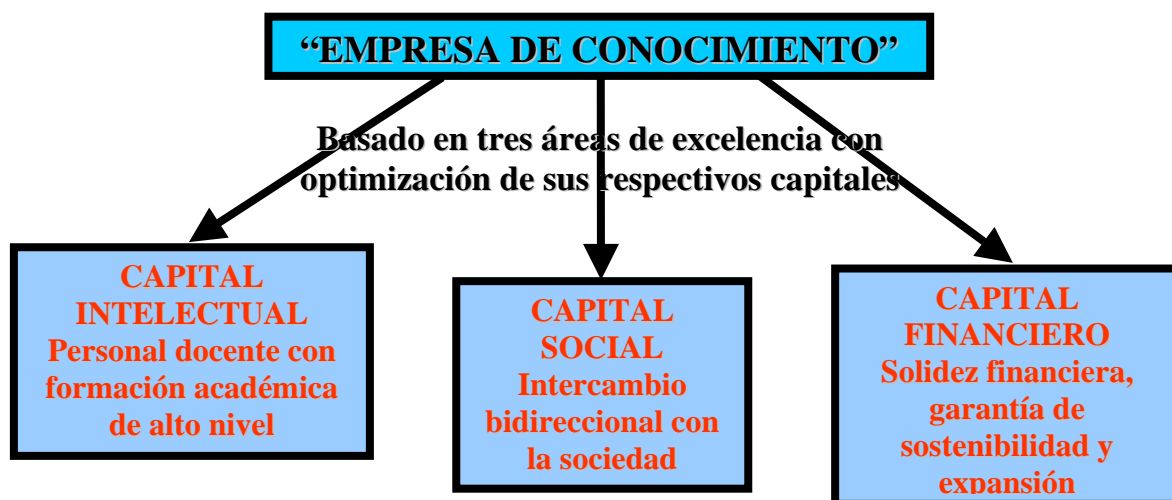 “EMPRESA DE CONOCIMIENTO”
Basado en tres áreas de excelencia con
optimización de sus respectivos capitales
CAPITAL
INTELECTUAL
Personal docente con
formación académica
de alto nivel
CAPITAL
SOCIAL
Intercambio
bidireccional con
la sociedad
CAPITAL
FINANCIERO
Solidez financiera,
garantía de
sostenibilidad y
expansión